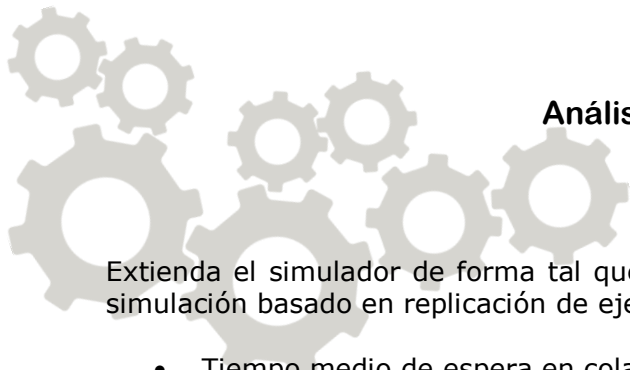 Anális
Extienda el simulador de forma tal que
simulación basado en replicación de eje
• Tiempo medio de espera en cola